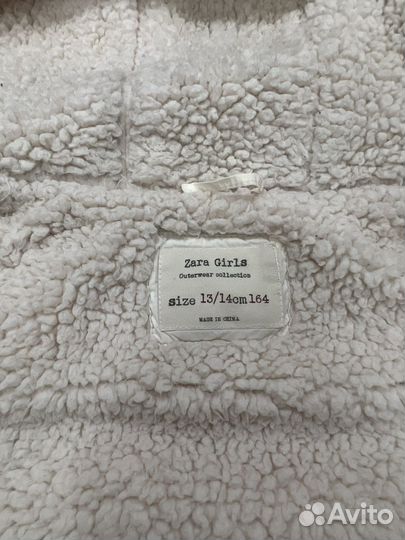 Zara Girls
Outerwear collection
size 13/14cm164
MADE IN CHINA
Avito